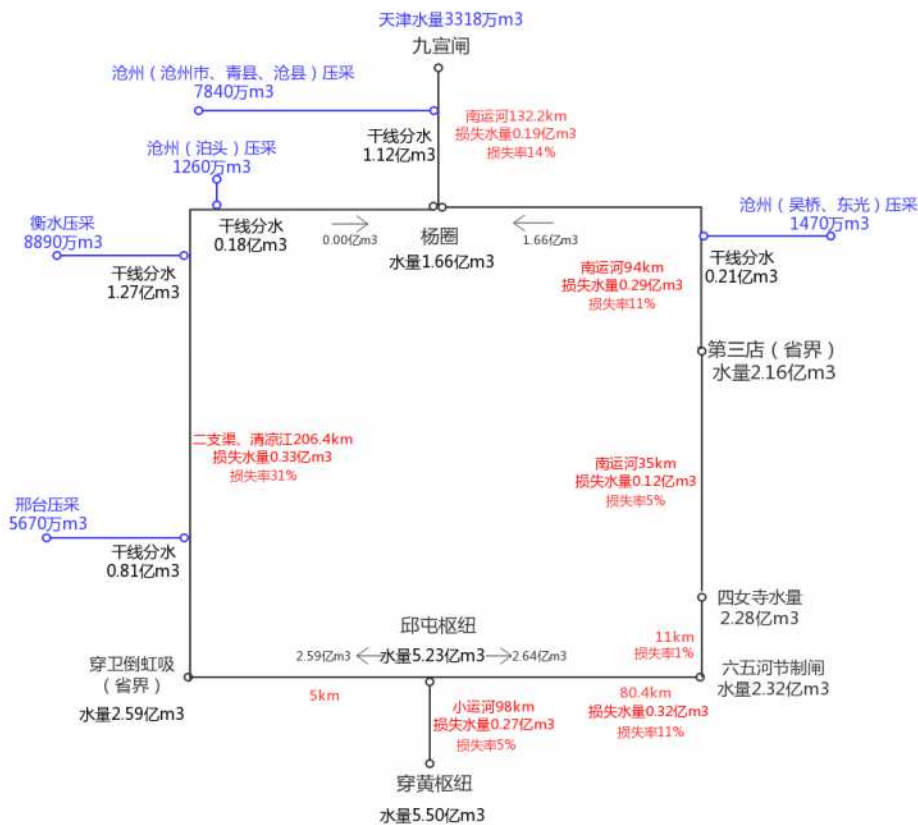 天津水量3318万m3
九宣闸
沧州（沧州市、青县、沧县）压采
7840万m3
南运河132.2km
损失水量0.19亿m3
损失率14%
干线分水
1.12亿m3
沧州（泊头）压采
1260万m3
衡水压采
8890万m3
干线分水
0.18亿m3
0.00亿m3
杨圈
水量1.66亿m3
1.66亿m3
沧州（吴桥、东光）压采
1470万m3
干线分水
0.21亿m3
干线分水
1.27亿m3
南运河94km
损失水量0.29亿m3
损失率11%
第三店（省界）
水量2.16亿m3
二支渠、清凉江206.4km
损失水量0.33亿m3
损失率31%
南运河35km
损失水量0.12亿m3
损失率5%
邢台压采
5670万m3
干线分水
0.81亿m3
四女寺水量
2.28亿m3
邱屯枢纽
2.59亿m3
水量5.23亿m3
2.64亿m3
11km
损失率1%
穿卫倒虹吸
（省界）
水量2.59亿m3
六五河节制闸
水量2.32亿m3
5km
小运河98km
损失水量0.27亿m3
损失率5%
80.4km
损失水量0.32亿m3
损失率11%
穿黄枢纽
水量5.50亿m3